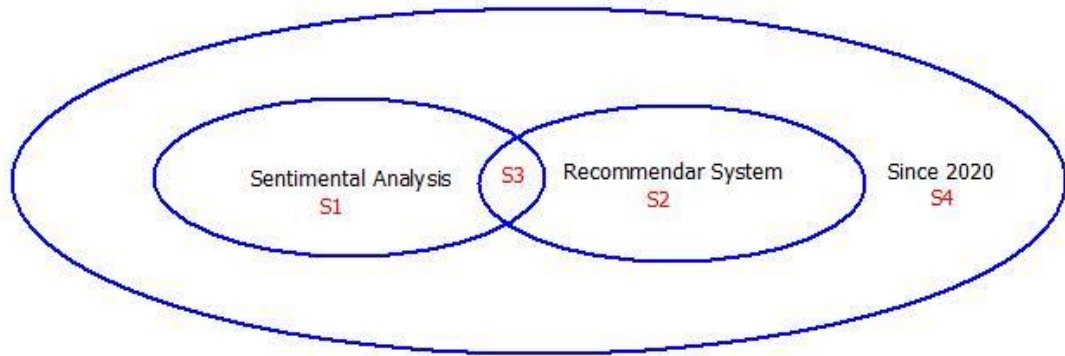 Sentimental Analysis
S1
S3
Recommendar System
S2
Since 2020
S4